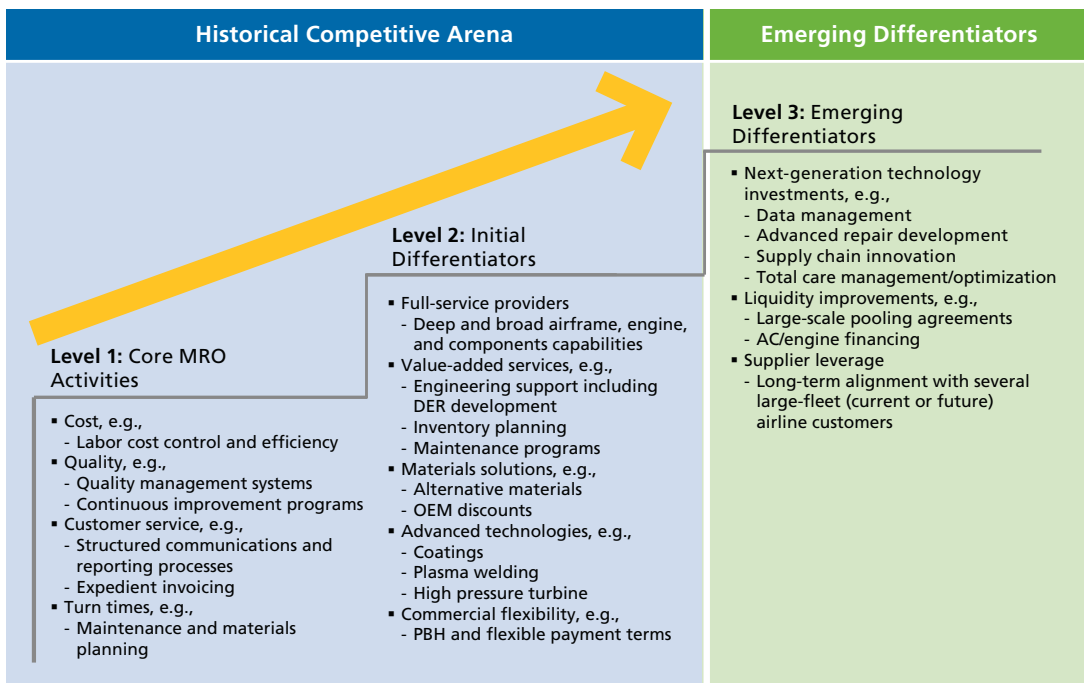 Historical Competitive Arena
Emerging Differentiators
Level 1: Core MRO
Activities
▪ Cost, e.g.,
- Labor cost control and efficiency
▪ Quality, e.g.,
- Quality management systems
- Continuous improvement programs
▪ Customer service, e.g.,
- Structured communications and
reporting processes
- Expedient invoicing
▪ Turn times, e.g.,
- Maintenance and materials
planning
Level 2: Initial
Differentiators
▪ Full-service providers
- Deep and broad airframe, engine,
and components capabilities
▪ Value-added services, e.g.,
- Engineering support including
DER development
- Inventory planning
- Maintenance programs
▪ Materials solutions, e.g.,
- Alternative materials
- OEM discounts
▪ Advanced technologies, e.g.,
- Coatings
- Plasma welding
- High pressure turbine
▪ Commercial flexibility, e.g.,
- PBH and flexible payment terms
Level 3: Emerging
Differentiators
▪ Next-generation technology
investments, e.g.,
- Data management
- Advanced repair development
- Supply chain innovation
- Total care management/optimization
▪ Liquidity improvements, e.g.,
- Large-scale pooling agreements
- AC/engine financing
▪ Supplier leverage
- Long-term alignment with several
large-fleet (current or future)
airline customers